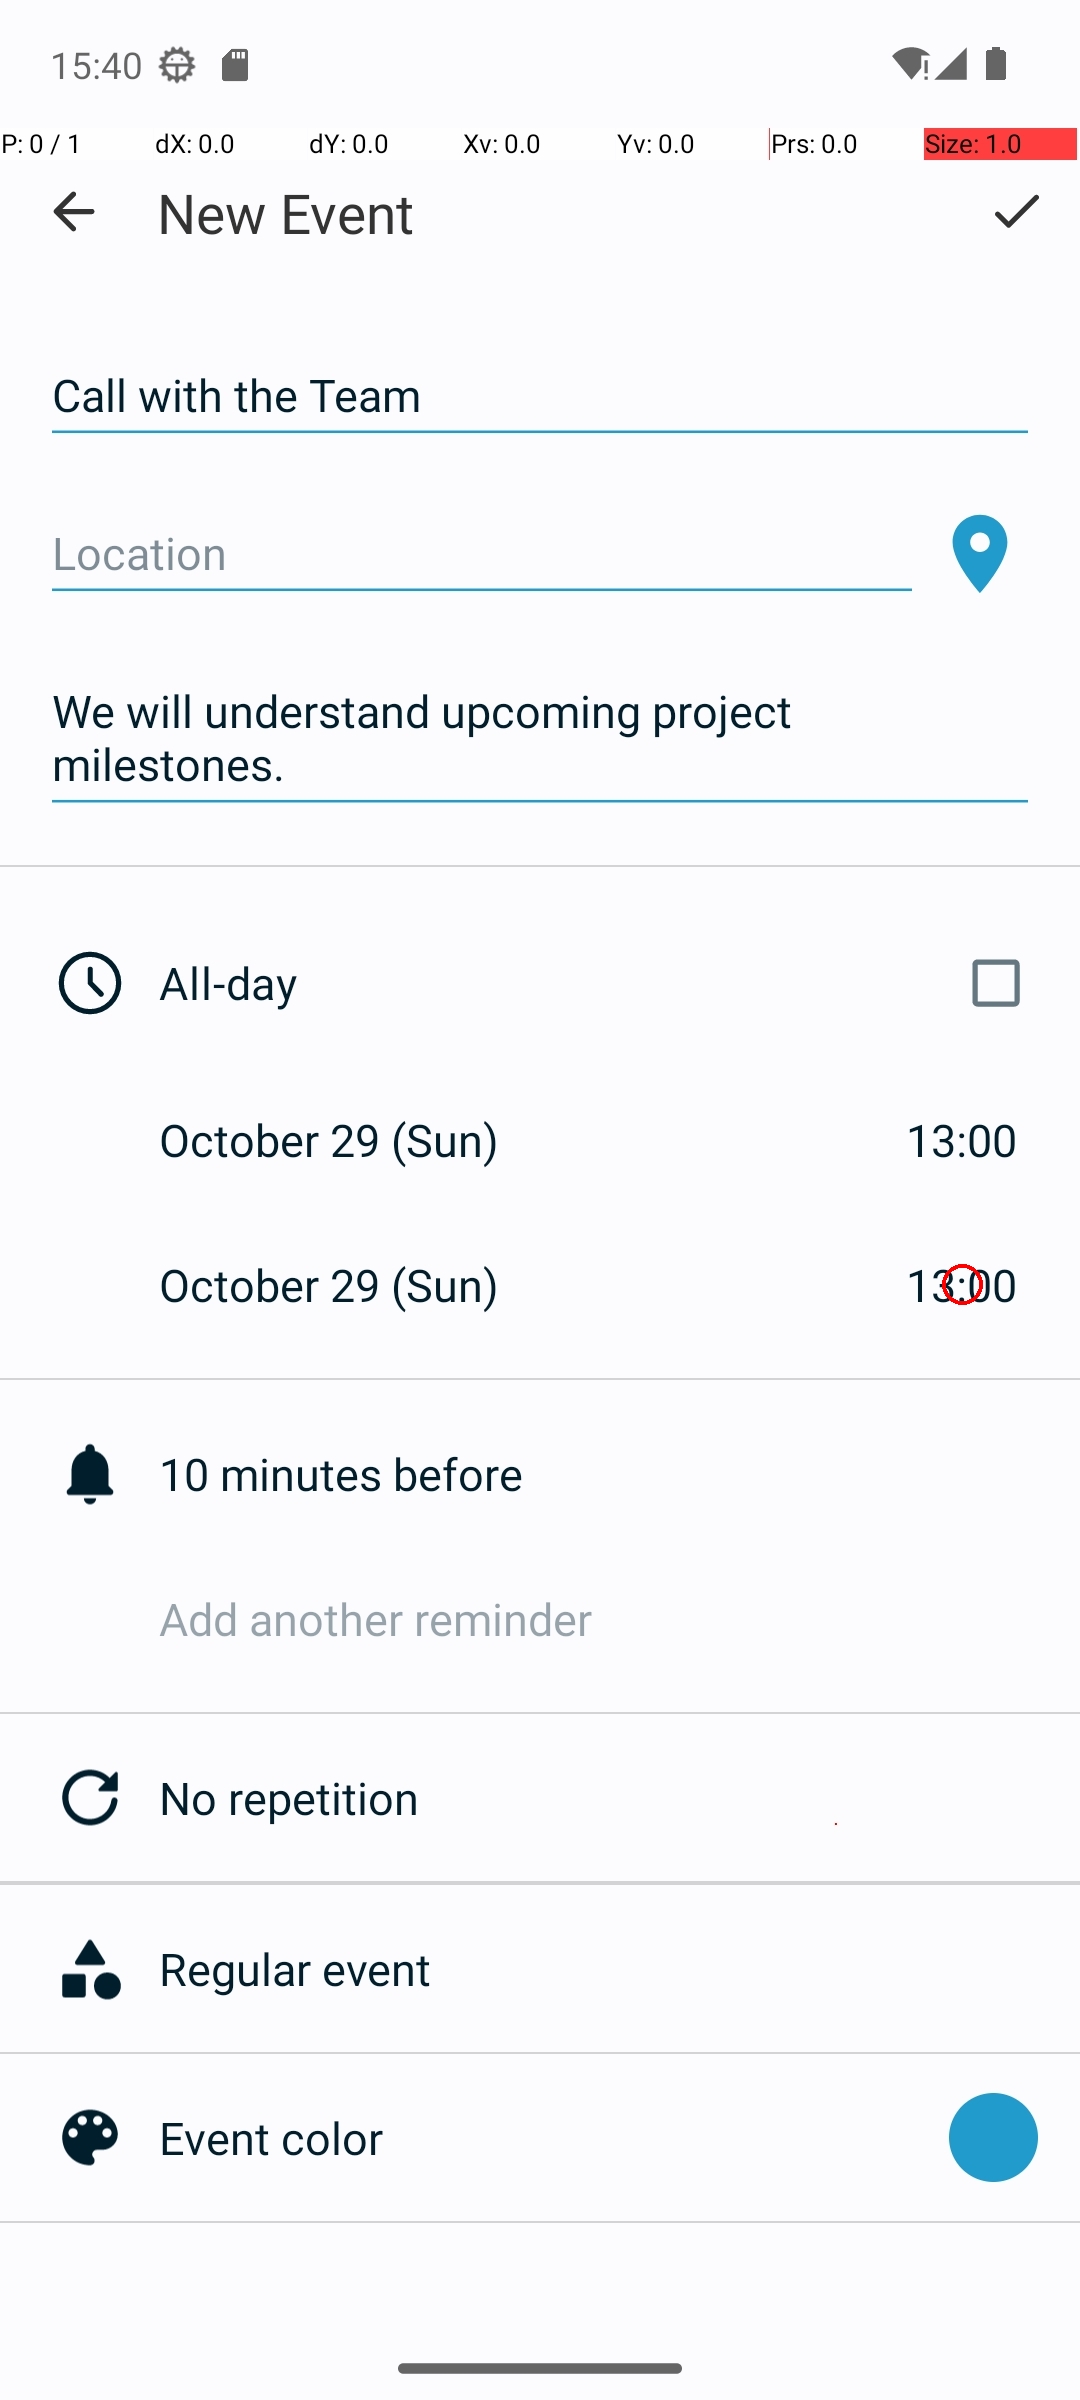 15:40
P: 0 / 1 dX: 0.0 dY: 0.0 Xv: 0.0 Yv: 0.0 Prs: 0.0 Size: 1.0
New Event
Call with the Team
Location
We will understand upcoming project
milestones.
All-day
October 29 (Sun) 13:00
October 29 (Sun) 13:00
10 minutes before
Add another reminder
No repetition
Regular event
Event color